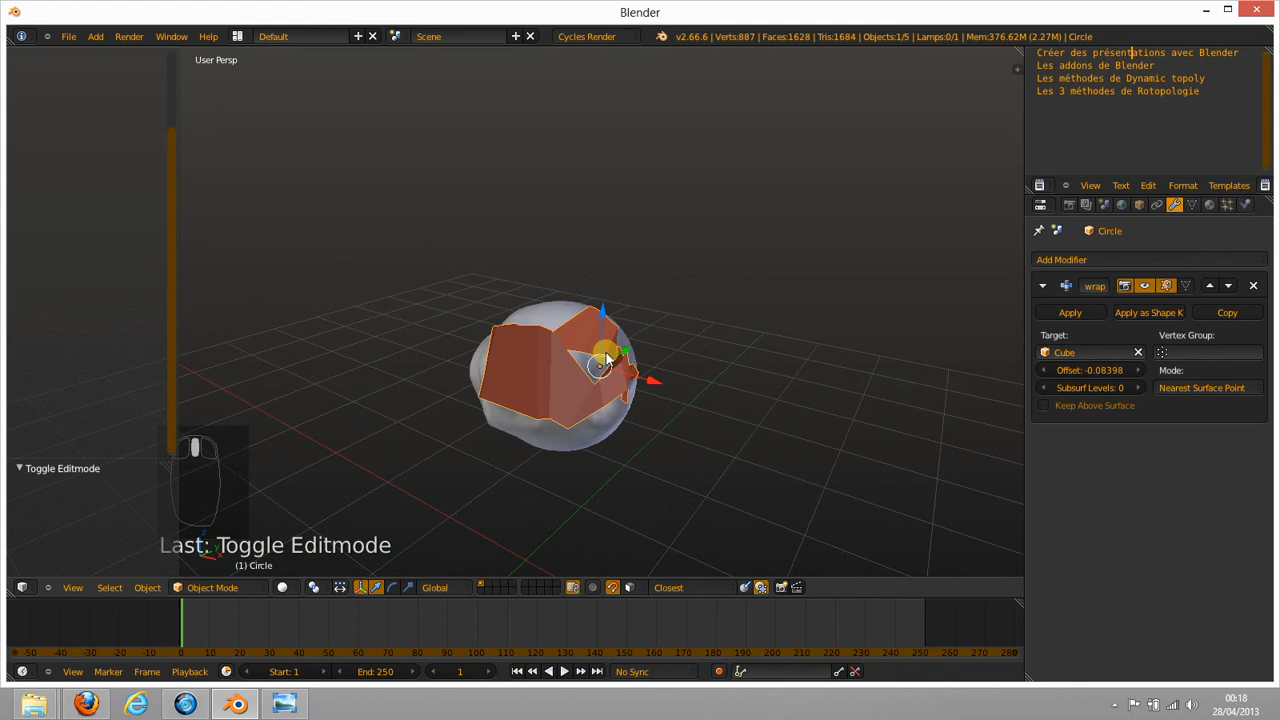 Blender
File Add Render Window Help Default Scene Cycles Render v2.66.6 | Verts:887 | Faces:1628 | Tris:1684 | Objects:1/5 | Lamps:0/1 | Mem:376.62M (2.27M) | Circle
User Persp
Créer des présentations avec Blender
Les addons de Blender
Les méthodes de Dynamic topoly
Les 3 méthodes de Rotopologie
View Text Edit Format Templates
Circle
Add Modifier
wrap
Apply Apply as Shape K Copy
Target: Vertex Group:
Cube
Offset: -0.08398 Mode:
Subsurf Levels: 0 Nearest Surface Point
Keep Above Surface
Toggle Editmode
Last: Toggle Editmode
(1) Circle
View Select Object Object Mode Global Closest
-50 -40 -30 -20 -10 0 10 20 30 40 50 60 70 80 90 100 110 120 130 140 150 160 170 180 190 200 210 220 230 240 250 260 270 280
View Marker Frame Playback Start: 1 End: 250 1 No Sync
00:18
28/04/2013